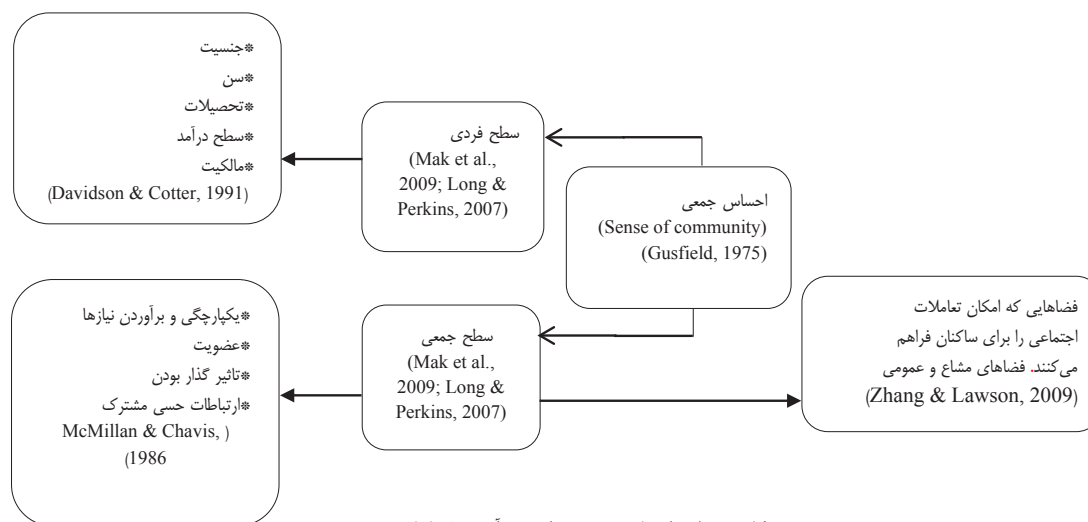 *جنسیت
*سن
*تحصیلات
*سطح درآمد
*مالکیت
(Davidson & Cotter, 1991)
سطح فردی
(Mak et al.,
2009; Long &
Perkins, 2007)
احساس جمعی
(Sense of community)
(Gusfield, 1975)
*یکپارچگی و برآوردن نیازها
*عضویت
*تاثیر گذار بودن
*ارتباطات حسی مشترک
McMillan & Chavis, )
(1986
سطح جمعی
(Mak et al.,
2009; Long &
Perkins, 2007)
فضاهایی که امکان تعاملات
اجتماعی را برای ساکنان فراهم
می‌کنند. فضاهای مشاع و عمومی
(Zhang & Lawson, 2009)